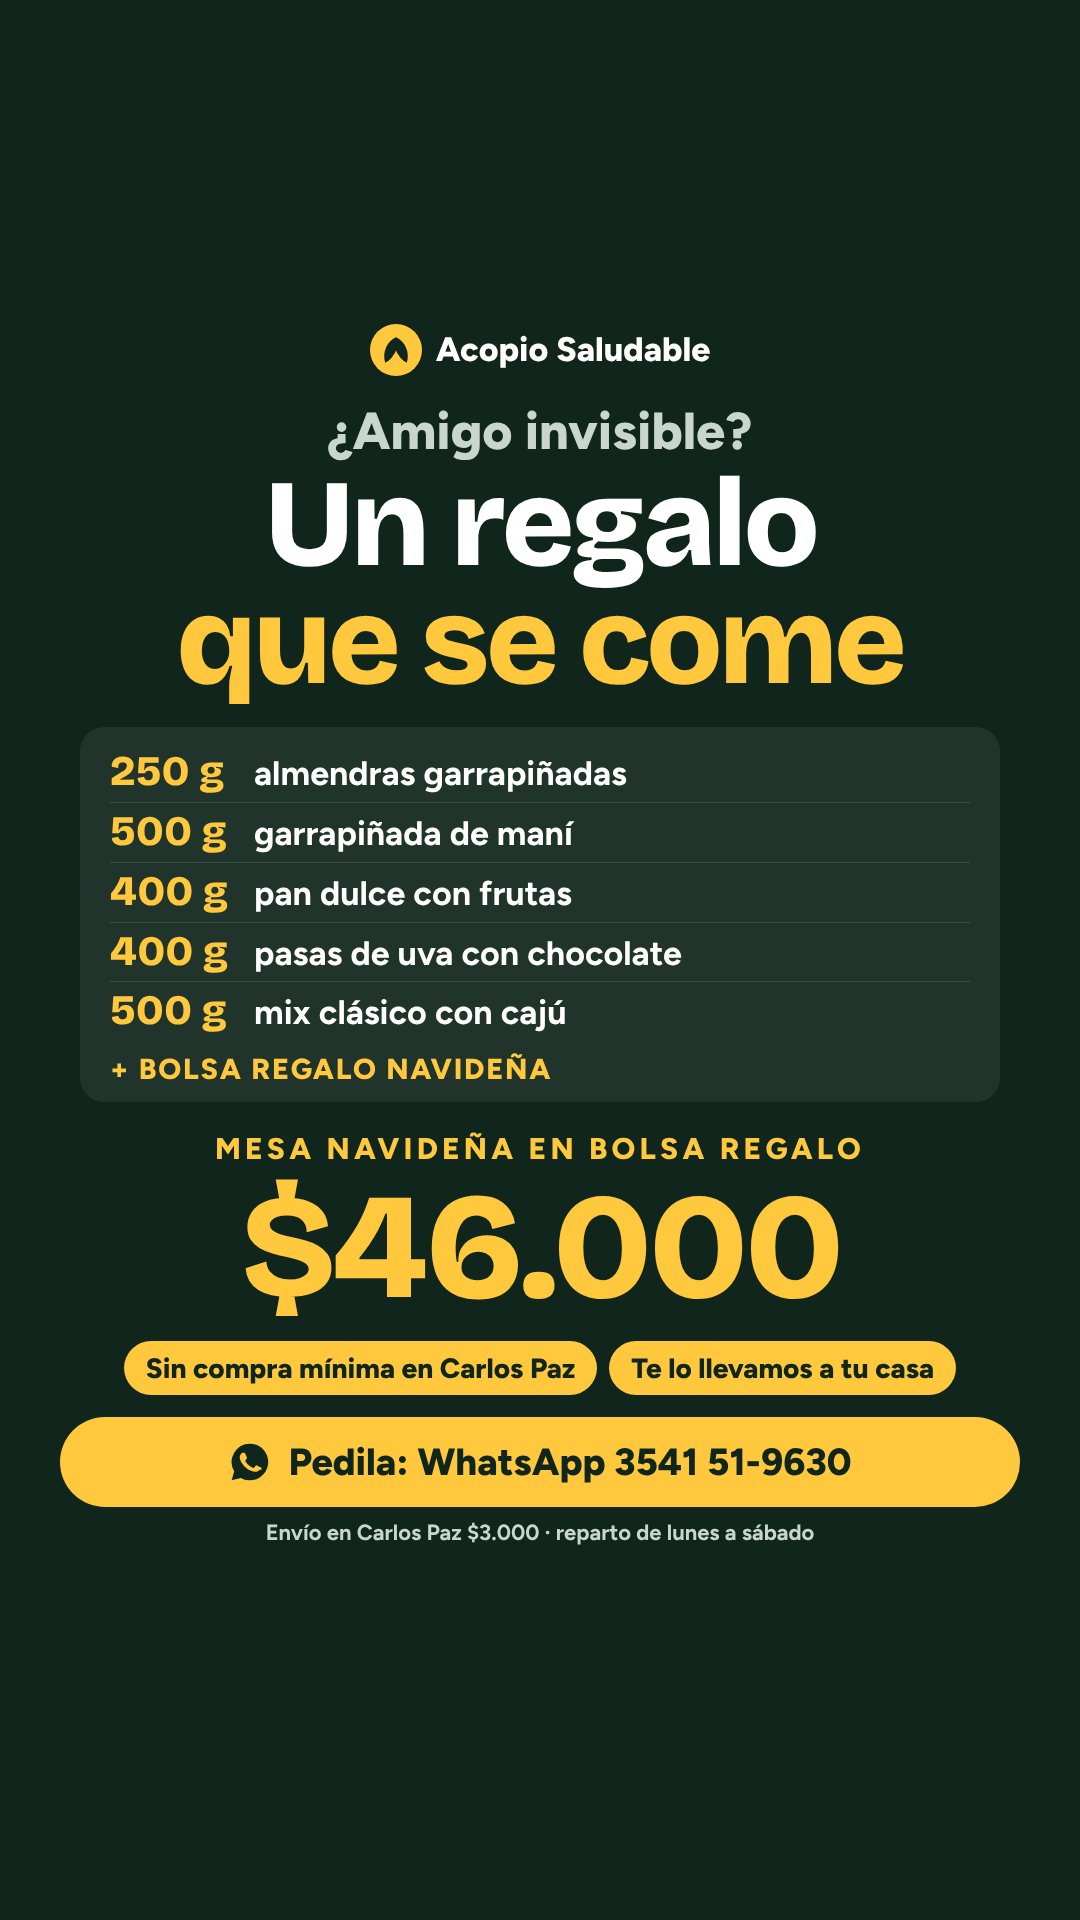 Acopio Saludable
¿Amigo invisible?
Un regalo
que se come
250 g almendras garrapiñadas
500 g garrapiñada de maní
400 g pan dulce con frutas
400 g pasas de uva con chocolate
500 g mix clásico con cajú
+ BOLSA REGALO NAVIDEÑA
MESA NAVIDEÑA EN BOLSA REGALO
$46.000
Sin compra mínima en Carlos Paz Te lo llevamos a tu casa
Pedila: WhatsApp 3541 51-9630
Envío en Carlos Paz $3.000 · reparto de lunes a sábado